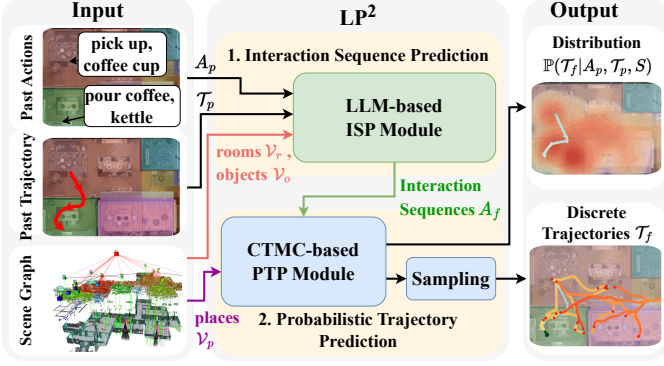 Input
LP²
Output
Past Actions
pick up,
coffee cup
pour coffee,
kettle
Past Trajectory
Scene Graph
A_p
𝒯_p
rooms 𝒱_r ,
objects 𝒱_o
places
𝒱_p
1. Interaction Sequence Prediction
LLM-based
ISP Module
Interaction
Sequences A_f
CTMC-based
PTP Module
Sampling
2. Probabilistic Trajectory
Prediction
Distribution
ℙ(𝒯_f|A_p, 𝒯_p, S)
Discrete
Trajectories 𝒯_f